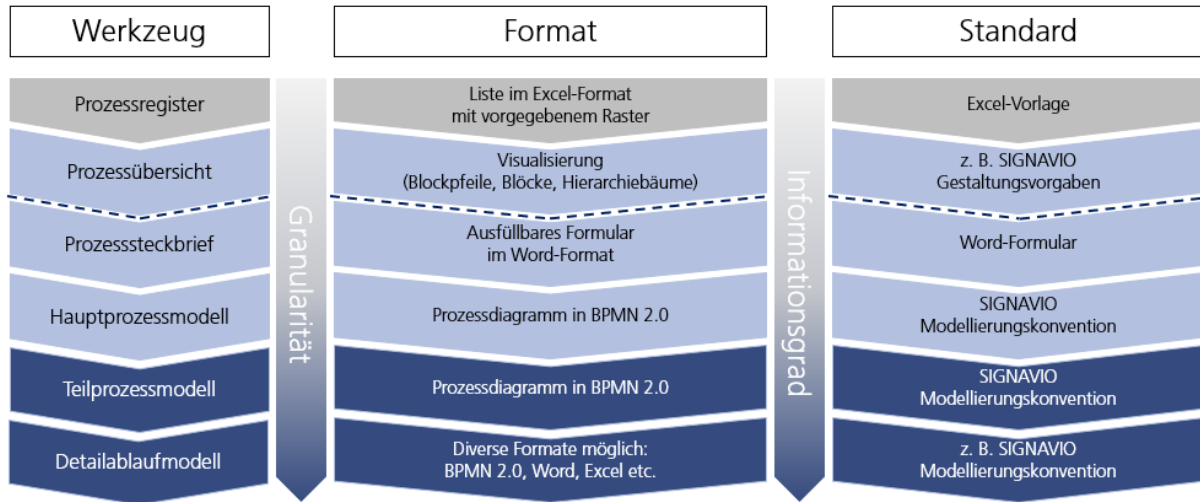 Werkzeug
Format
Standard
Prozessregister
Liste im Excel-Format
mit vorgegebenem Raster
Excel-Vorlage
Prozessübersicht
Visualisierung
(Blockpfeile, Blöcke, Hierarchiebäume)
z. B. SIGNAVIO
Gestaltungsvorgaben
Prozesssteckbrief
Ausfüllbares Formular
im Word-Format
Word-Formular
Hauptprozessmodell
Prozessdiagramm in BPMN 2.0
SIGNAVIO
Modellierungskonvention
Teilprozessmodell
Prozessdiagramm in BPMN 2.0
SIGNAVIO
Modellierungskonvention
Detailablaufmodell
Diverse Formate möglich:
BPMN 2.0, Word, Excel etc.
z. B. SIGNAVIO
Modellierungskonvention
Granularität
Informationsgrad